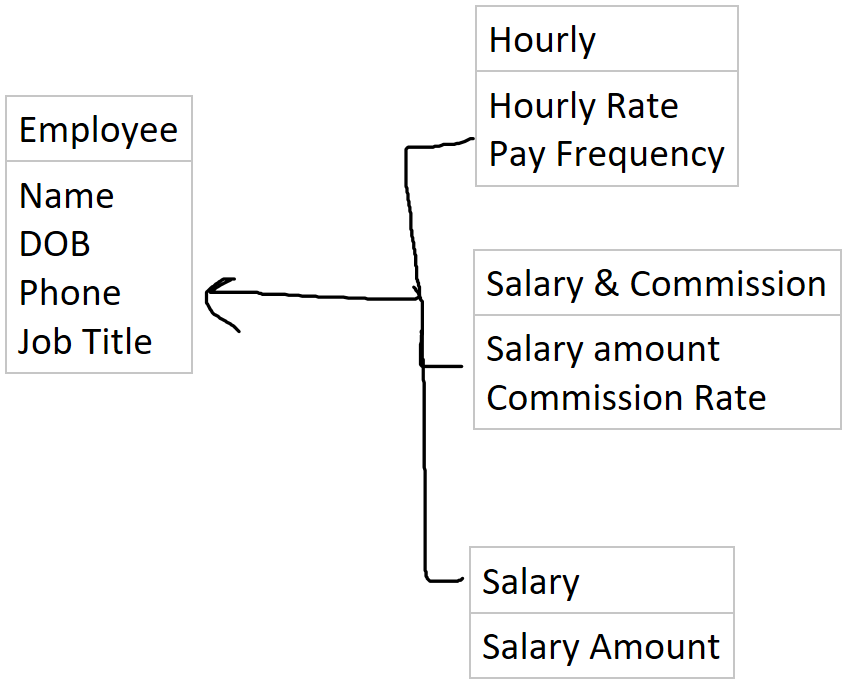 Employee
Name
DOB
Phone
Job Title
Hourly
Hourly Rate
Pay Frequency
Salary & Commission
Salary amount
Commission Rate
Salary
Salary Amount